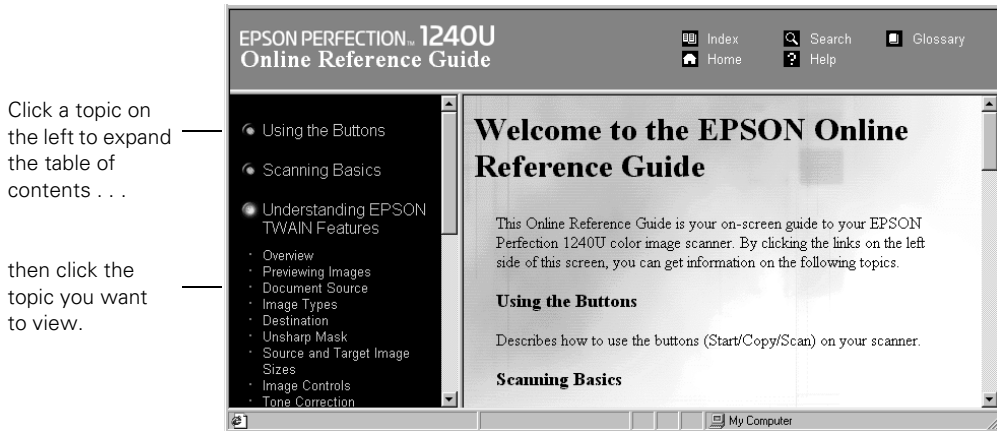 EPSON PERFECTION™ 1240U
Online Reference Guide
Index
Search
Glossary
Home
Help
Click a topic on
the left to expand
the table of
contents . . .
then click the
topic you want
to view.
Using the Buttons
Scanning Basics
Understanding EPSON
TWAIN Features
· Overview
· Previewing Images
· Document Source
· Image Types
· Destination
· Unsharp Mask
· Source and Target Image
Sizes
· Image Controls
· Tone Correction
Welcome to the EPSON Online
Reference Guide
This Online Reference Guide is your on-screen guide to your EPSON
Perfection 1240U color image scanner. By clicking the links on the left
side of this screen, you can get information on the following topics.
Using the Buttons
Describes how to use the buttons (Start/Copy/Scan) on your scanner.
Scanning Basics
My Computer